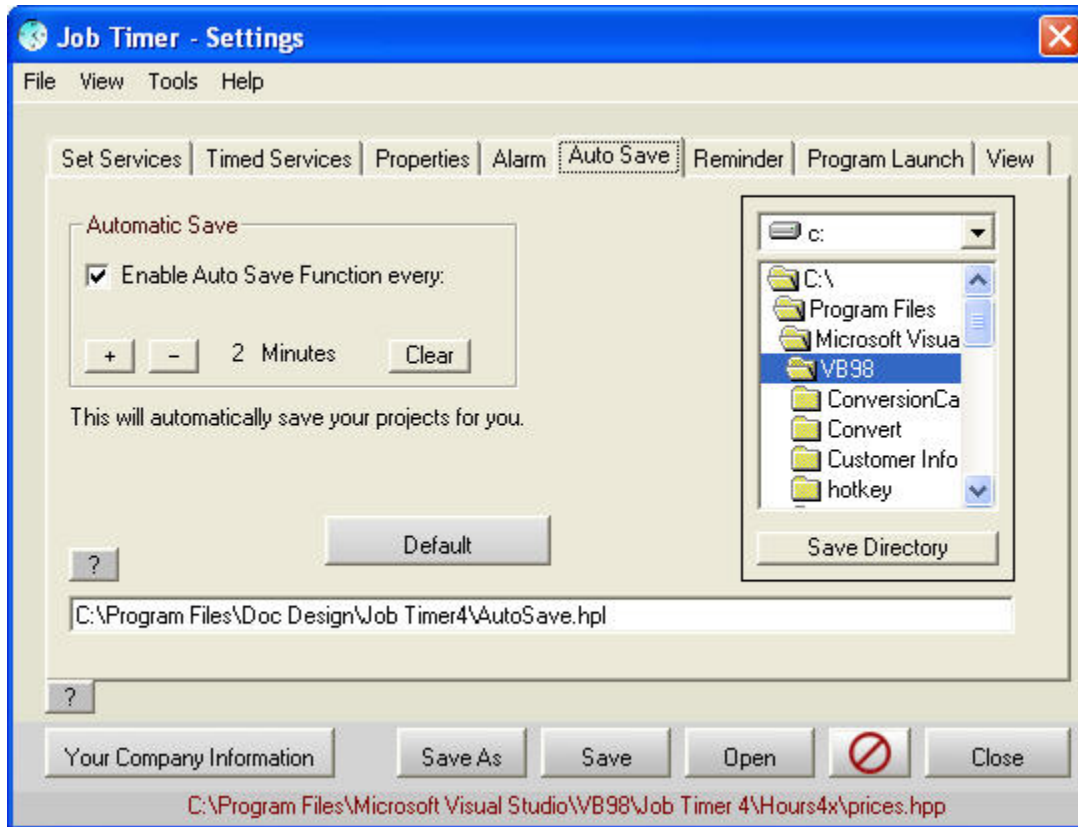 Job Timer - Settings
File View Tools Help
Set Services Timed Services Properties Alarm Auto Save Reminder Program Launch View
Automatic Save
Enable Auto Save Function every:
+ - 2 Minutes Clear
This will automatically save your projects for you.
c:
C:\
Program Files
Microsoft Visua
VB98
ConversionCa
Convert
Customer Info
hotkey
Save Directory
Default
?
C:\Program Files\Doc Design\Job Timer4\AutoSave.hpl
?
Your Company Information Save As Save Open Close
C:\Program Files\Microsoft Visual Studio\VB98\Job Timer 4\Hours4x\prices.hpp